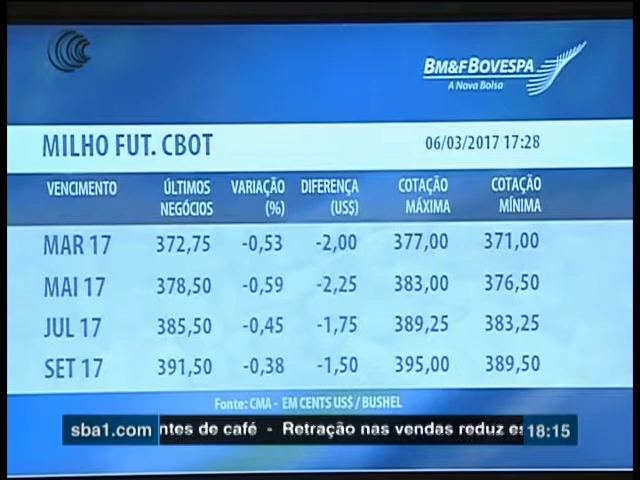 BM&FBOVESPA
A Nova Bolsa
MILHO FUT. CBOT 06/03/2017 17:28
VENCIMENTO ÚLTIMOS NEGÓCIOS VARIAÇÃO (%) DIFERENÇA (US$) COTAÇÃO MÁXIMA COTAÇÃO MÍNIMA
MAR 17 372,75 -0,53 -2,00 377,00 371,00
MAI 17 378,50 -0,59 -2,25 383,00 376,50
JUL 17 385,50 -0,45 -1,75 389,25 383,25
SET 17 391,50 -0,38 -1,50 395,00 389,50
Fonte: CMA - EM CENTS US$ / BUSHEL
sba1.com ntes de café - Retração nas vendas reduz es 18:15